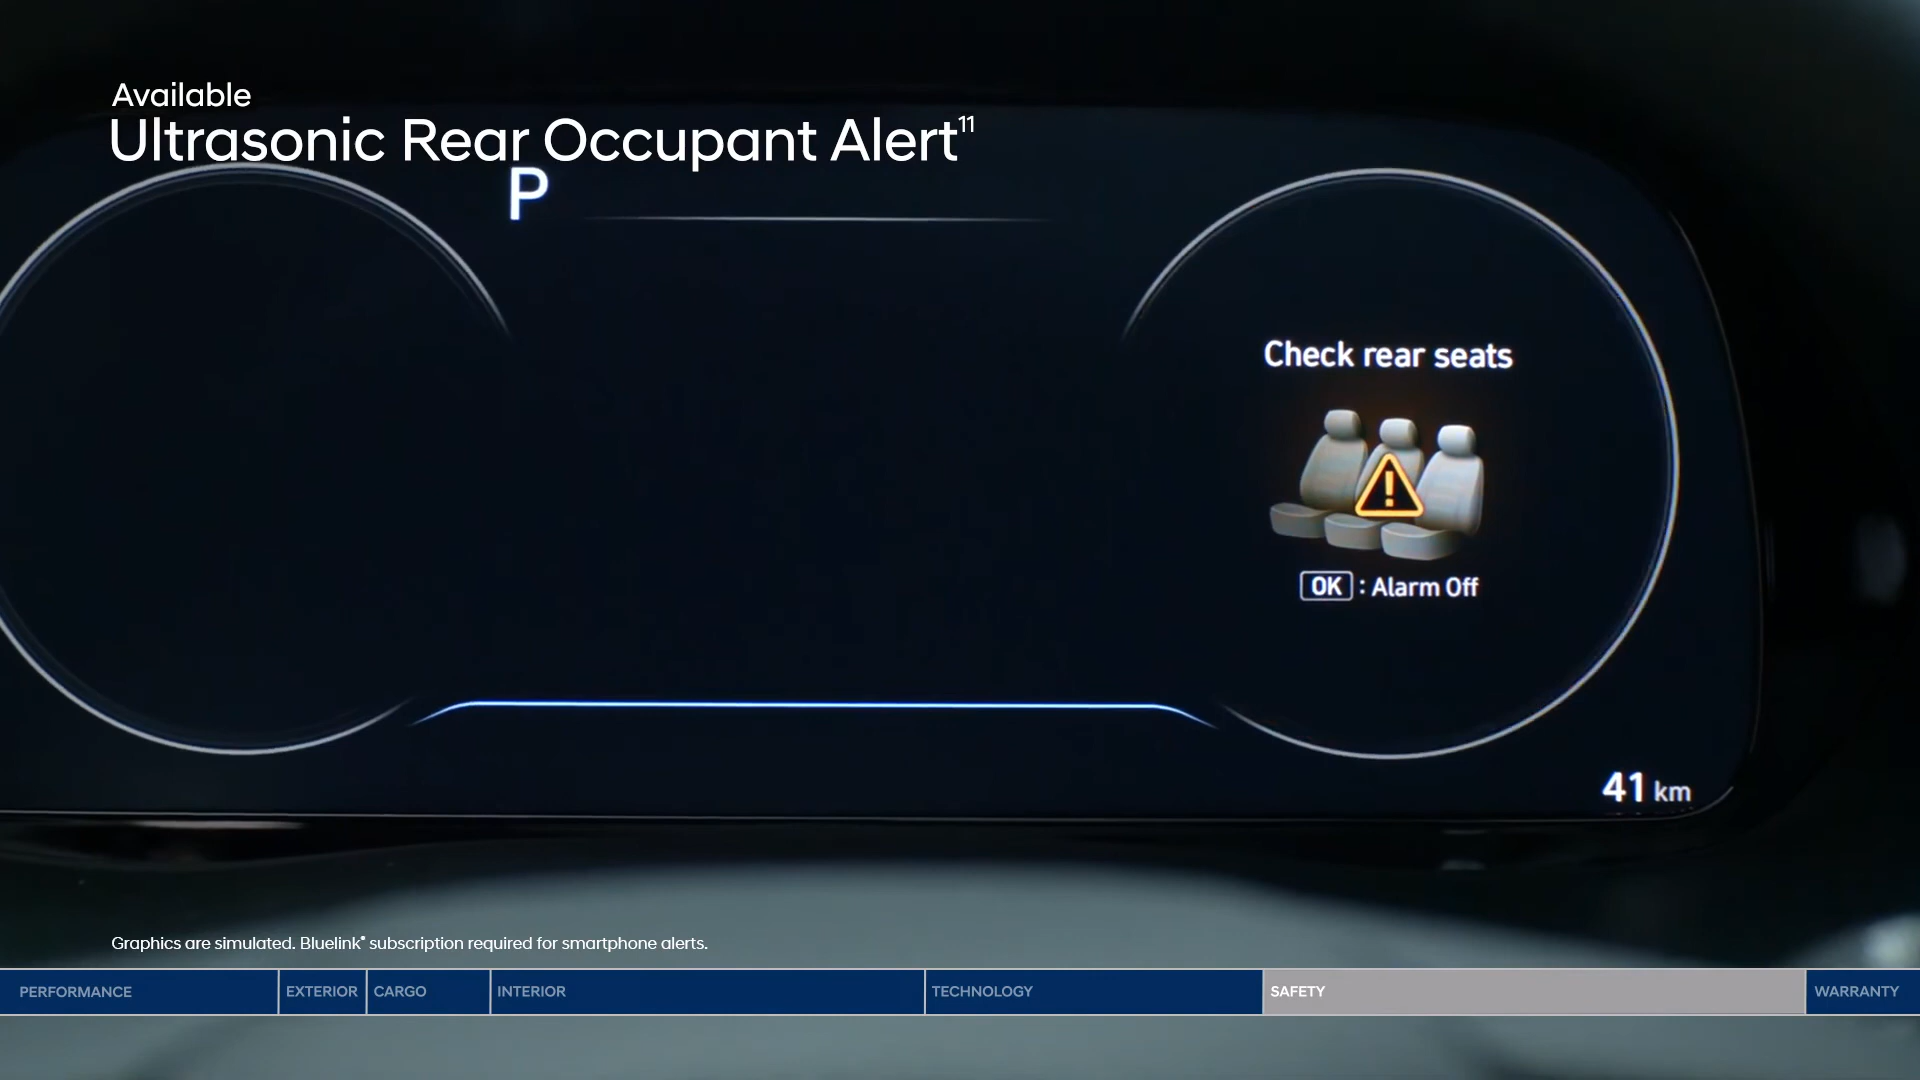 Available
Ultrasonic Rear Occupant Alert¹¹
P
Check rear seats
OK : Alarm Off
41 km
Graphics are simulated. Bluelink® subscription required for smartphone alerts.
PERFORMANCE EXTERIOR CARGO INTERIOR TECHNOLOGY SAFETY WARRANTY